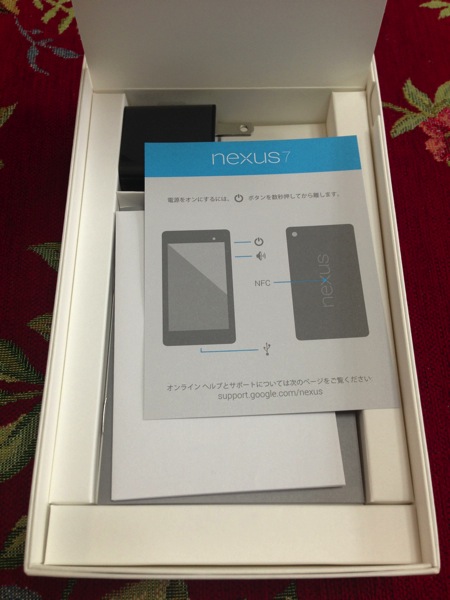 nexus7
電源をオンにするには、 ボタンを数秒押してから離します。
NFC
nexus
オンライン ヘルプとサポートについては次のページをご覧ください:
support.google.com/nexus